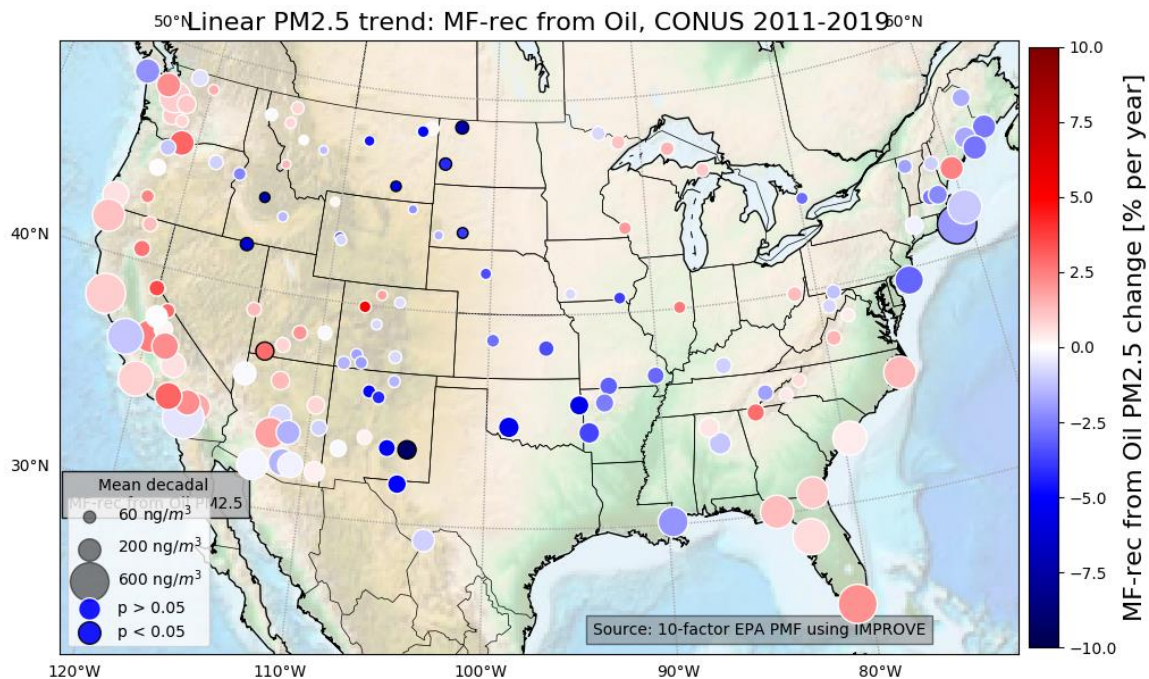 Linear PM2.5 trend: MF-rec from Oil, CONUS 2011-2019
50°N
50°N
40°N
30°N
120°W
110°W
100°W
90°W
80°W
Mean decadal
MF-rec from Oil PM2.5
60 ng/m³
200 ng/m³
600 ng/m³
p > 0.05
p < 0.05
Source: 10-factor EPA PMF using IMPROVE
10.0
7.5
5.0
2.5
0.0
−2.5
−5.0
−7.5
−10.0
MF-rec from Oil PM2.5 change [% per year]